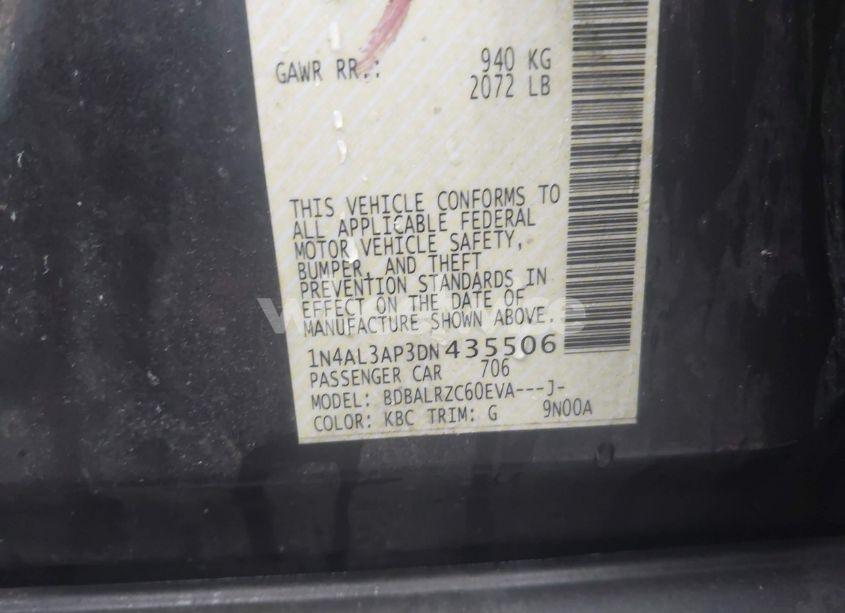 GAWR RR.: 940 KG
2072 LB
THIS VEHICLE CONFORMS TO
ALL APPLICABLE FEDERAL
MOTOR VEHICLE SAFETY,
BUMPER, AND THEFT
PREVENTION STANDARDS IN
EFFECT ON THE DATE OF
MANUFACTURE SHOWN ABOVE.
1N4AL3AP3DN435506
PASSENGER CAR 706
MODEL: BDBALRZC60EVA---J-
COLOR: KBC TRIM: G 9N00A